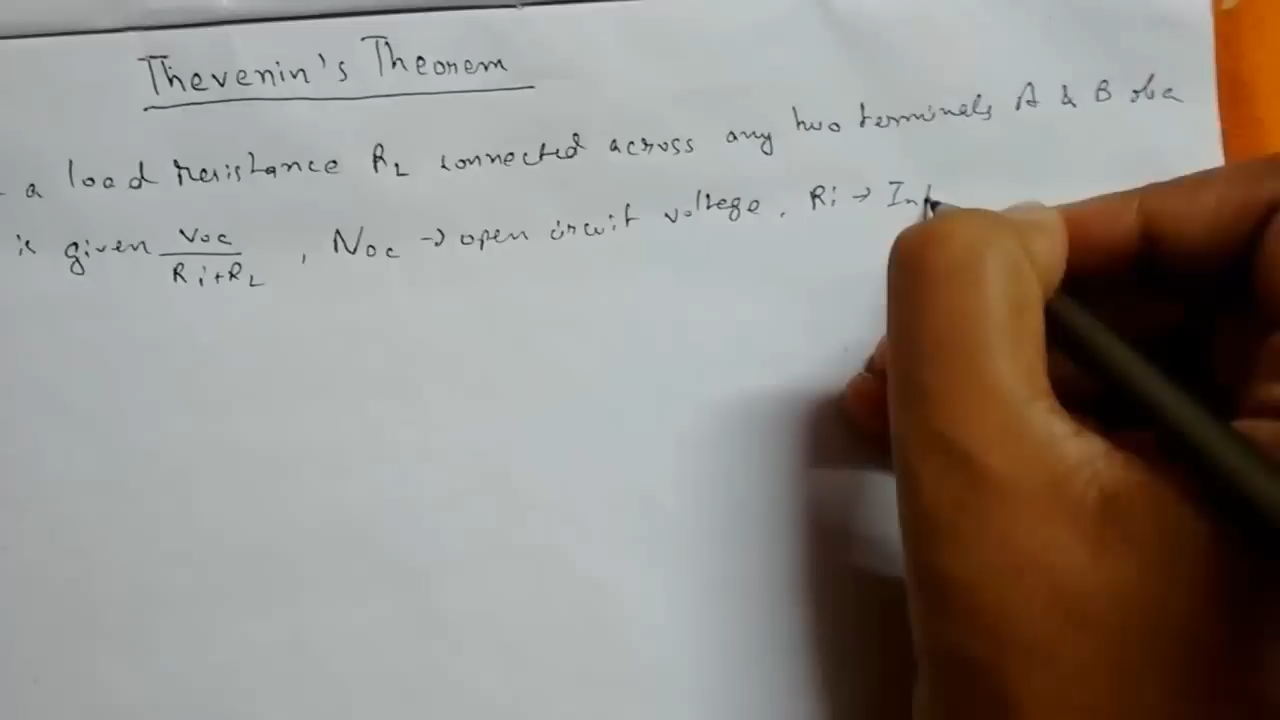 Thevenin's Theorem
a load resistance RL connected across any two terminals A & B of a
is given Voc / Ri+RL , Voc → open circuit voltage. Ri →